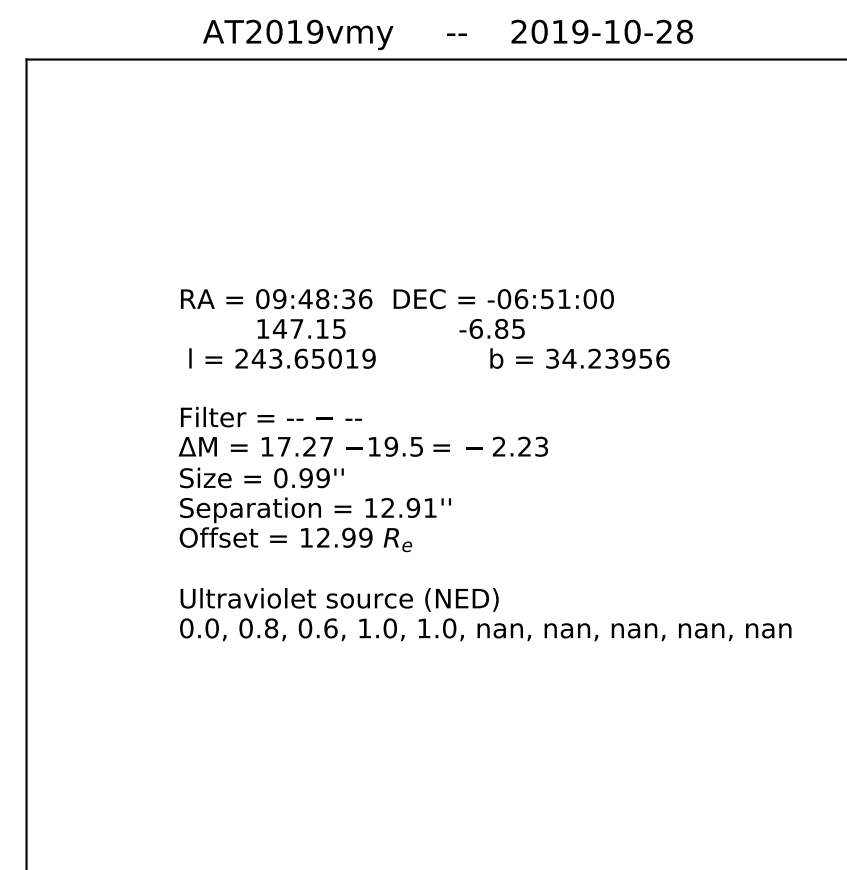 AT2019vmy -- 2019-10-28
RA = 09:48:36 DEC = -06:51:00
147.15 -6.85
l = 243.65019 b = 34.23956
Filter = -- − --
ΔM = 17.27 −19.5 = − 2.23
Size = 0.99''
Separation = 12.91''
Offset = 12.99 Re
Ultraviolet source (NED)
0.0, 0.8, 0.6, 1.0, 1.0, nan, nan, nan, nan, nan